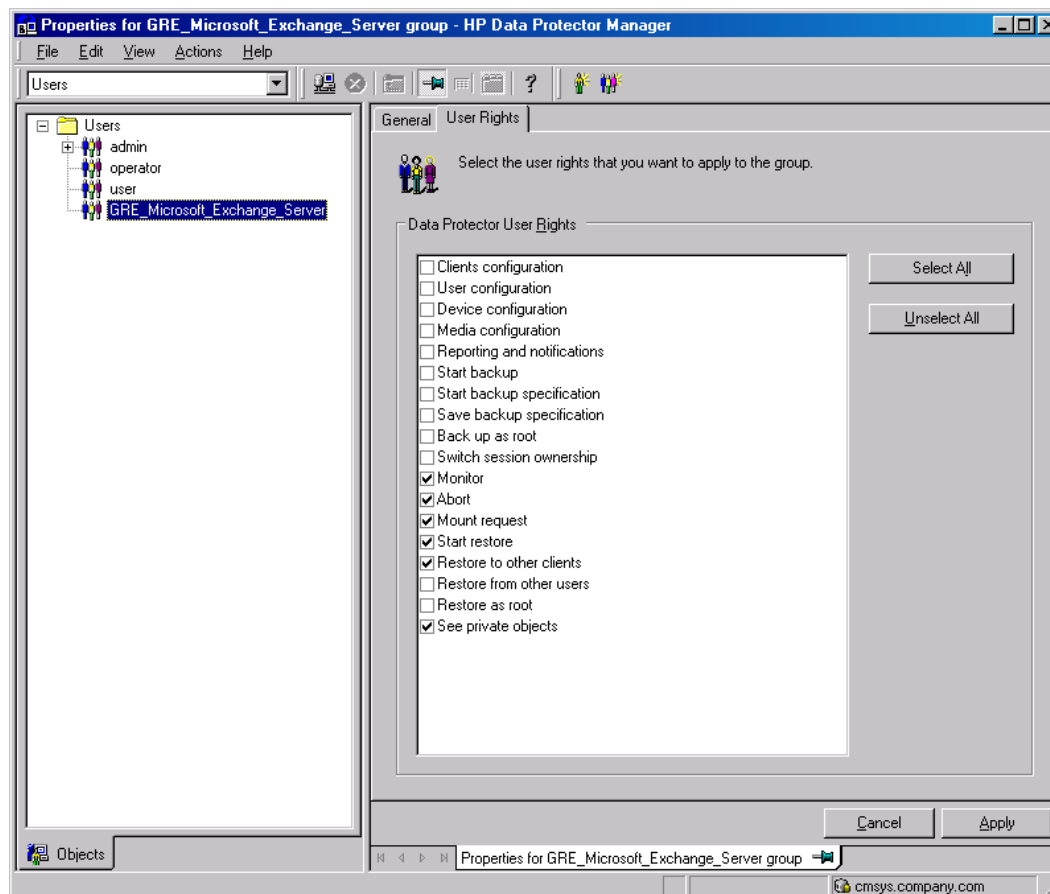 Properties for GRE_Microsoft_Exchange_Server group - HP Data Protector Manager
File Edit View Actions Help
Users
?
Users
admin
operator
user
GRE_Microsoft_Exchange_Server
Objects
General User Rights
Select the user rights that you want to apply to the group.
Data Protector User Rights
Clients configuration
User configuration
Device configuration
Media configuration
Reporting and notifications
Start backup
Start backup specification
Save backup specification
Back up as root
Switch session ownership
Monitor
Abort
Mount request
Start restore
Restore to other clients
Restore from other users
Restore as root
See private objects
Select All
Unselect All
Cancel Apply
Properties for GRE_Microsoft_Exchange_Server group
cmsys.company.com